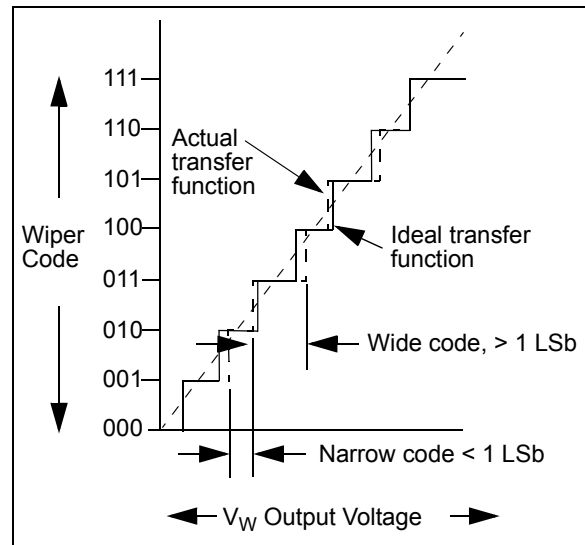 111
110
101
100
011
010
001
000
Wiper
Code
Actual
transfer
function
Ideal transfer
function
Wide code, > 1 LSb
Narrow code < 1 LSb
VW Output Voltage